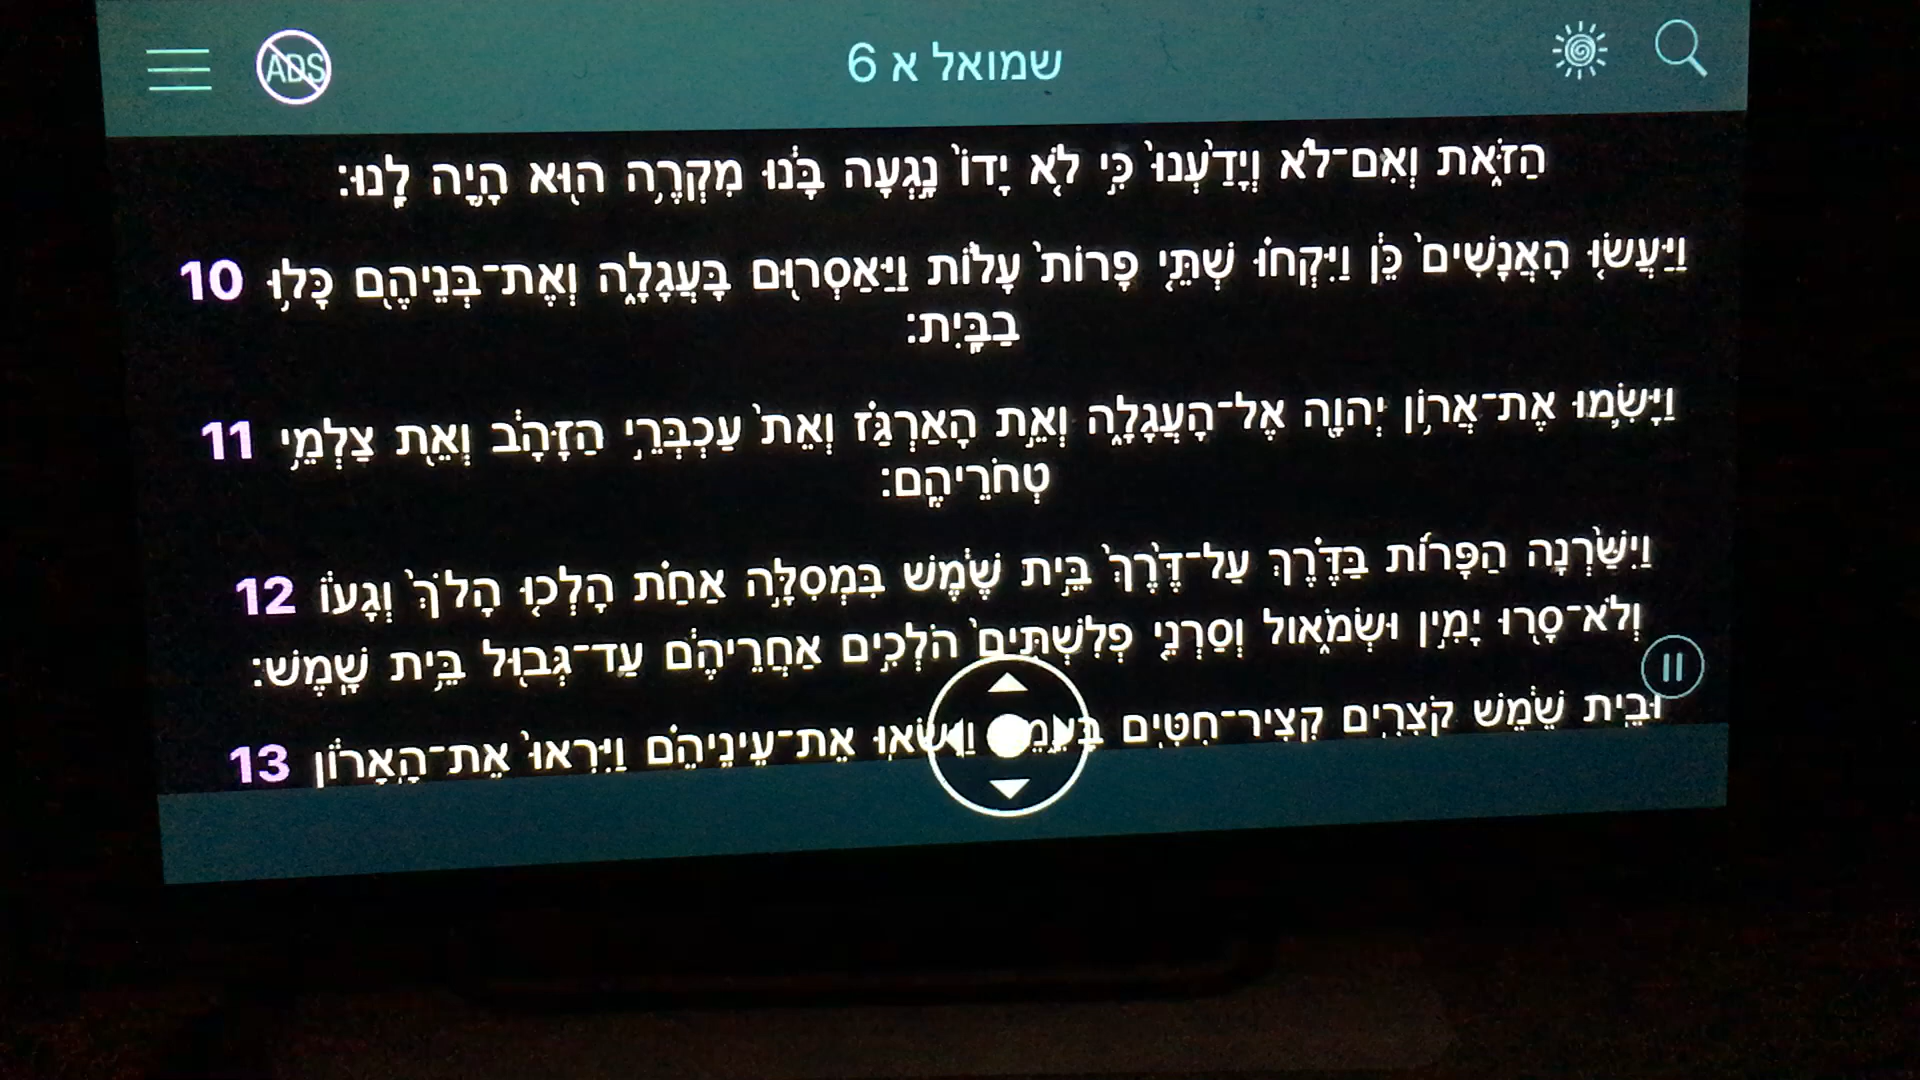 ADS
שמואל א 6
הַזֹּ֑את וְאִם־לֹ֗א וְיָדַ֙עְנוּ֙ כִּ֣י לֹ֤א יָדוֹ֙ נָ֣גְעָה בָּ֔נוּ מִקְרֶ֥ה ה֖וּא הָ֥יָה לָֽנוּ׃
10 וַיַּעֲשׂ֤וּ הָאֲנָשִׁים֙ כֵּ֔ן וַיִּקְח֗וּ שְׁתֵּ֤י פָרוֹת֙ עָל֔וֹת וַיַּאַסְר֖וּם בָּעֲגָלָ֑ה וְאֶת־בְּנֵיהֶ֖ם כָּל֥וּ
בַבָּֽיִת׃
11 וַיָּשִׂ֛מוּ אֶת־אֲר֥וֹן יְהוָ֖ה אֶל־הָעֲגָלָ֑ה וְאֵ֣ת הָאַרְגַּ֗ז וְאֵת֙ עַכְבְּרֵ֣י הַזָּהָ֔ב וְאֵ֖ת צַלְמֵ֥י
טְחֹרֵיהֶֽם׃
12 וַיִשַּׁ֨רְנָה הַפָּר֜וֹת בַּדֶּ֗רֶךְ עַל־דֶּ֙רֶךְ֙ בֵּ֣ית שֶׁ֔מֶשׁ בִּמְסִלָּ֣ה אַחַ֗ת הָלְכ֤וּ הָלֹךְ֙ וְגָע֔וֹ
וְלֹא־סָ֖רוּ יָמִ֣ין וּשְׂמֹ֑אול וְסַרְנֵ֤י פְלִשְׁתִּים֙ הֹלְכִ֣ים אַחֲרֵיהֶ֔ם עַד־גְּב֖וּל בֵּ֥ית שָֽׁמֶשׁ׃
13 וּבֵ֣ית שֶׁ֔מֶשׁ קֹצְרִ֥ים קְצִיר־חִטִּ֖ים אֶת־עֵינֵיהֶ֗ם וַיִּרְאוּ֙ אֶת־הָ֣אָר֔וֹן